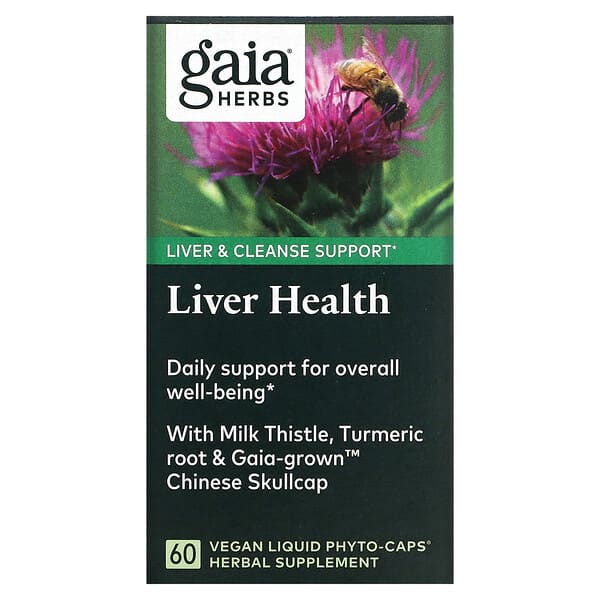 gaia®
HERBS
LIVER & CLEANSE SUPPORT*
Liver Health
Daily support for overall
well-being*
With Milk Thistle, Turmeric
root & Gaia-grown™
Chinese Skullcap
60 VEGAN LIQUID PHYTO-CAPS®
HERBAL SUPPLEMENT